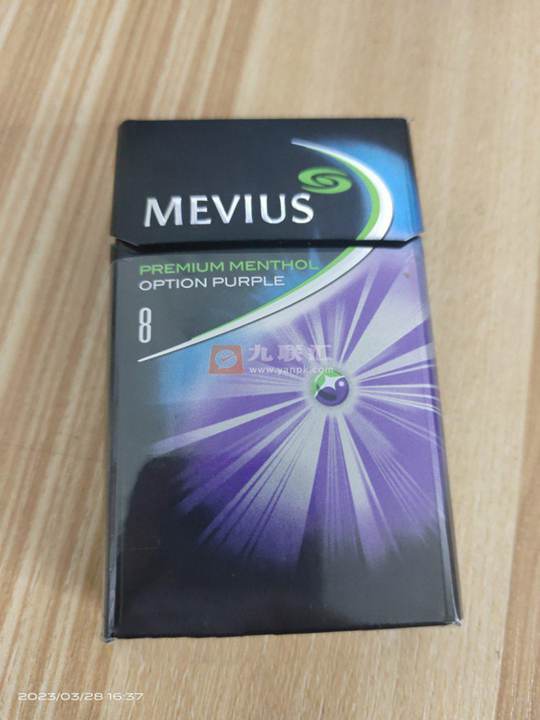 MEVIUS
PREMIUM MENTHOL
OPTION PURPLE
8
九联汇
www.yanpk.com
2023/03/28 16:37